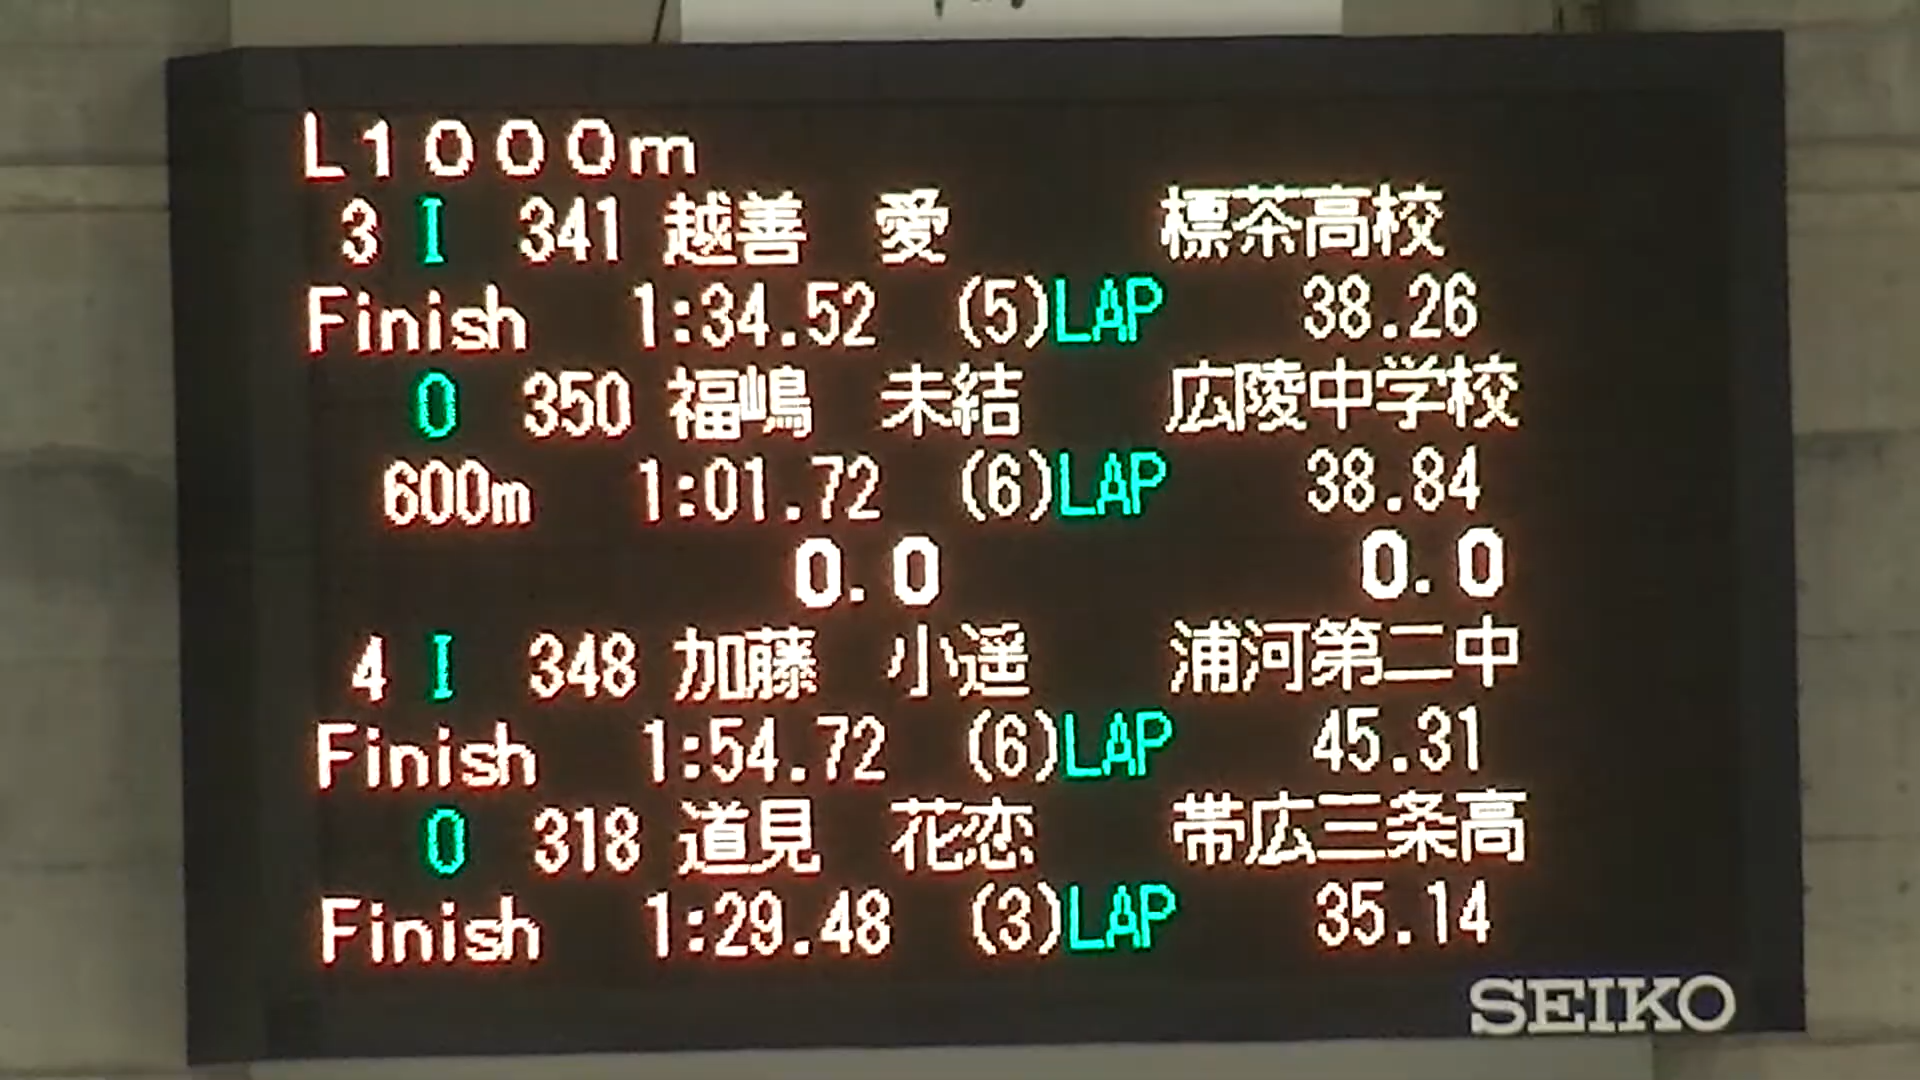 L1000m
3 I 341 越善 愛 標茶高校
Finish 1:34.52 (5)LAP 38.26
O 350 福嶋 未結 広陵中学校
600m 1:01.72 (6)LAP 38.84
0.0 0.0
4 I 348 加藤 小遥 浦河第二中
Finish 1:54.72 (6)LAP 45.31
O 318 道見 花恋 帯広三条高
Finish 1:29.48 (3)LAP 35.14
SEIKO